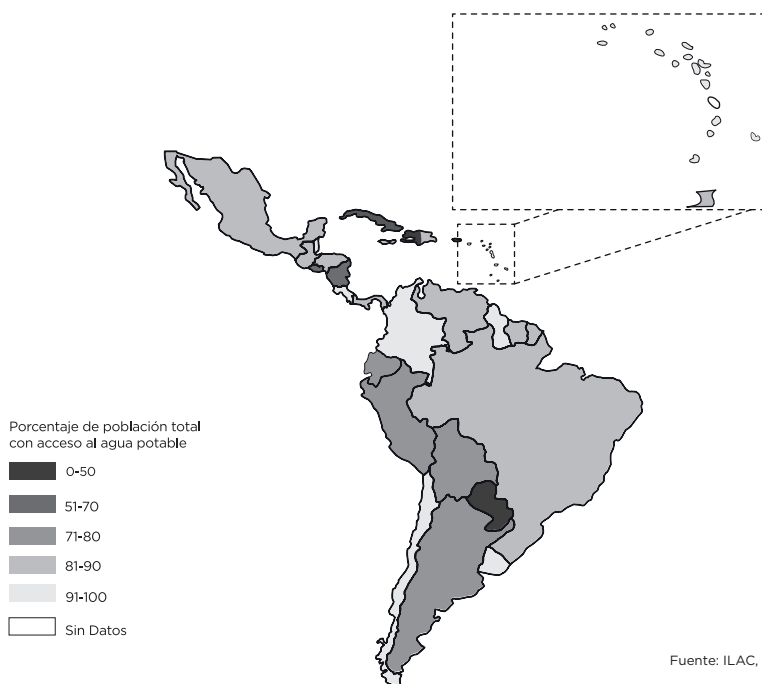 Porcentaje de población total
con acceso al agua potable
0-50
51-70
71-80
81-90
91-100
Sin Datos
Fuente: ILAC,